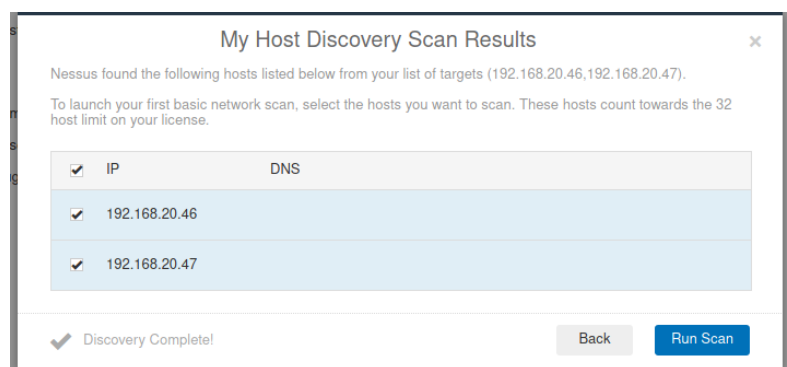 My Host Discovery Scan Results
×
Nessus found the following hosts listed below from your list of targets (192.168.20.46,192.168.20.47).
To launch your first basic network scan, select the hosts you want to scan. These hosts count towards the 32
host limit on your license.
IP DNS
192.168.20.46
192.168.20.47
Discovery Complete!
Back Run Scan